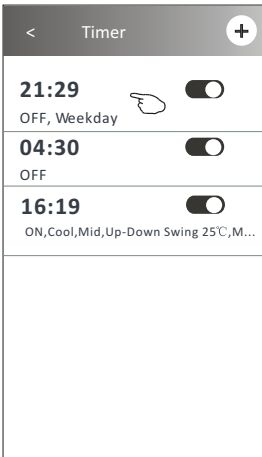 < Timer +
21:29
OFF, Weekday
04:30
OFF
16:19
ON,Cool,Mid,Up-Down Swing 25℃,M...